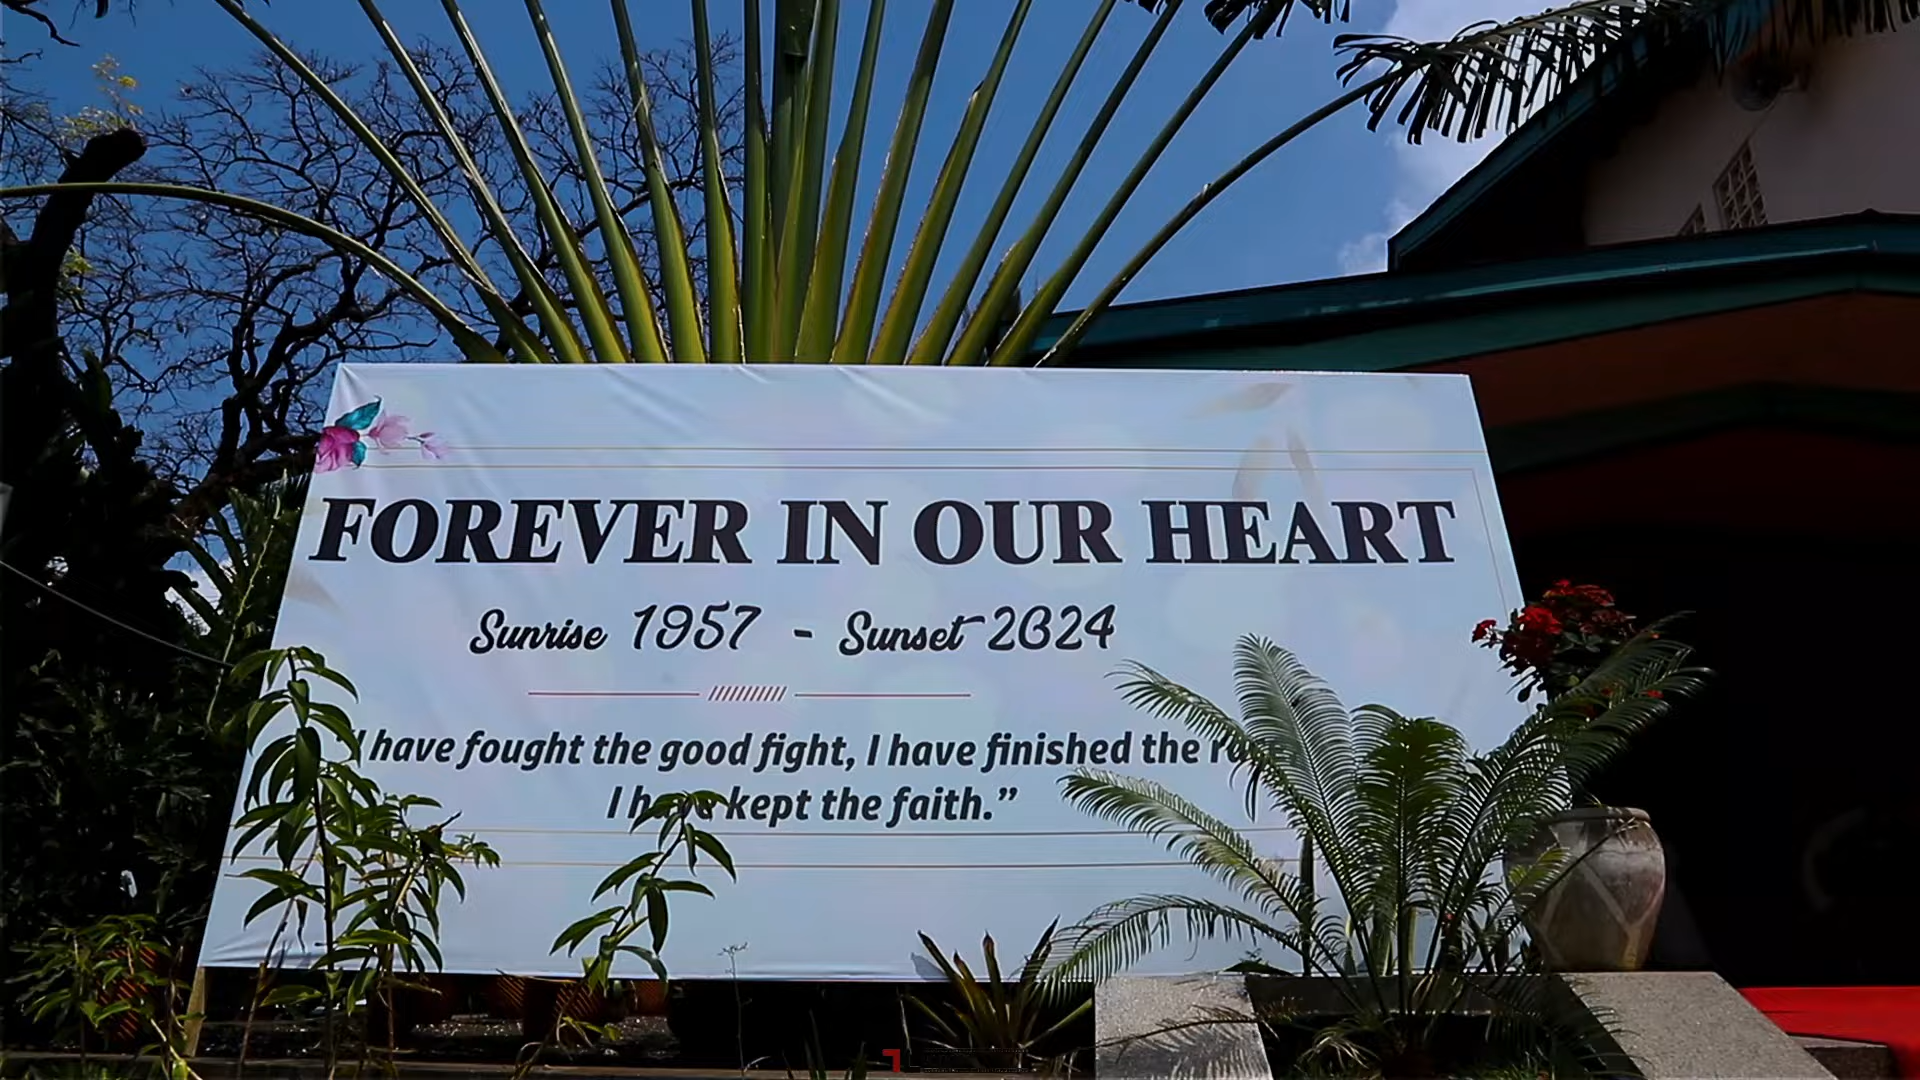 FOREVER IN OUR HEART
Sunrise 1957 - Sunset 2024
"I have fought the good fight, I have finished the
I have kept the faith.”